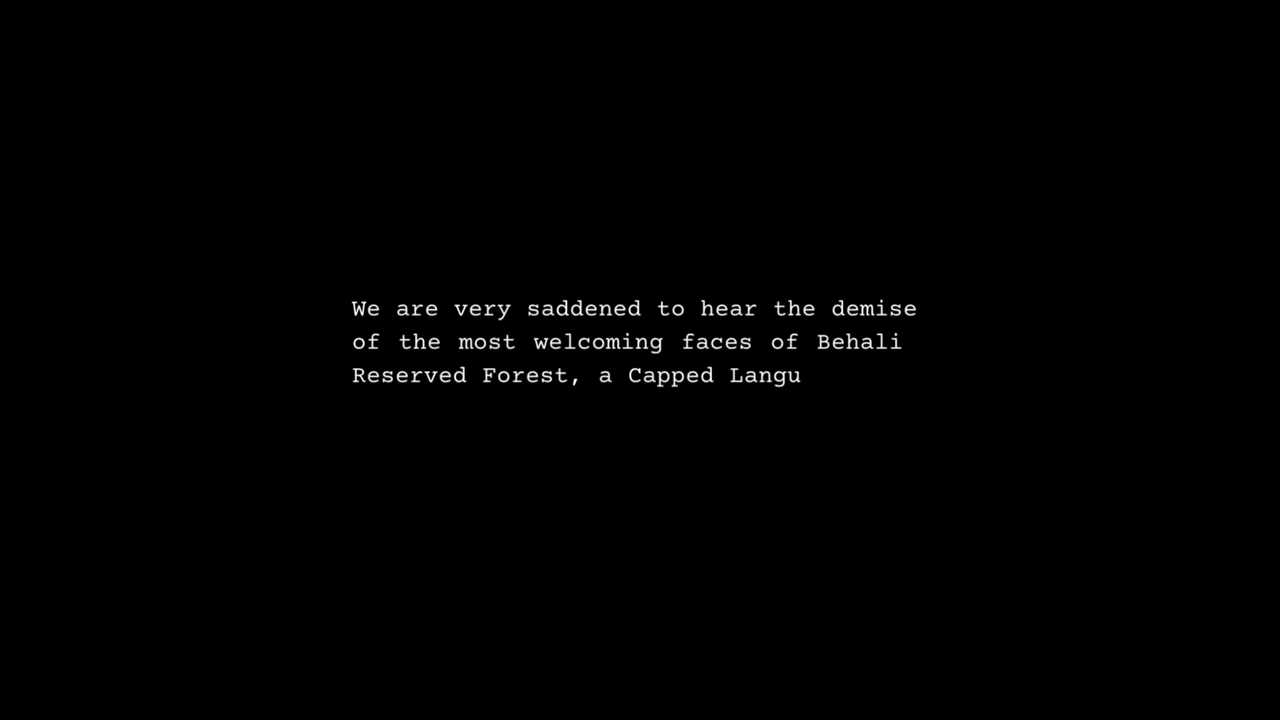 We are very saddened to hear the demise
of the most welcoming faces of Behali
Reserved Forest, a Capped Langu